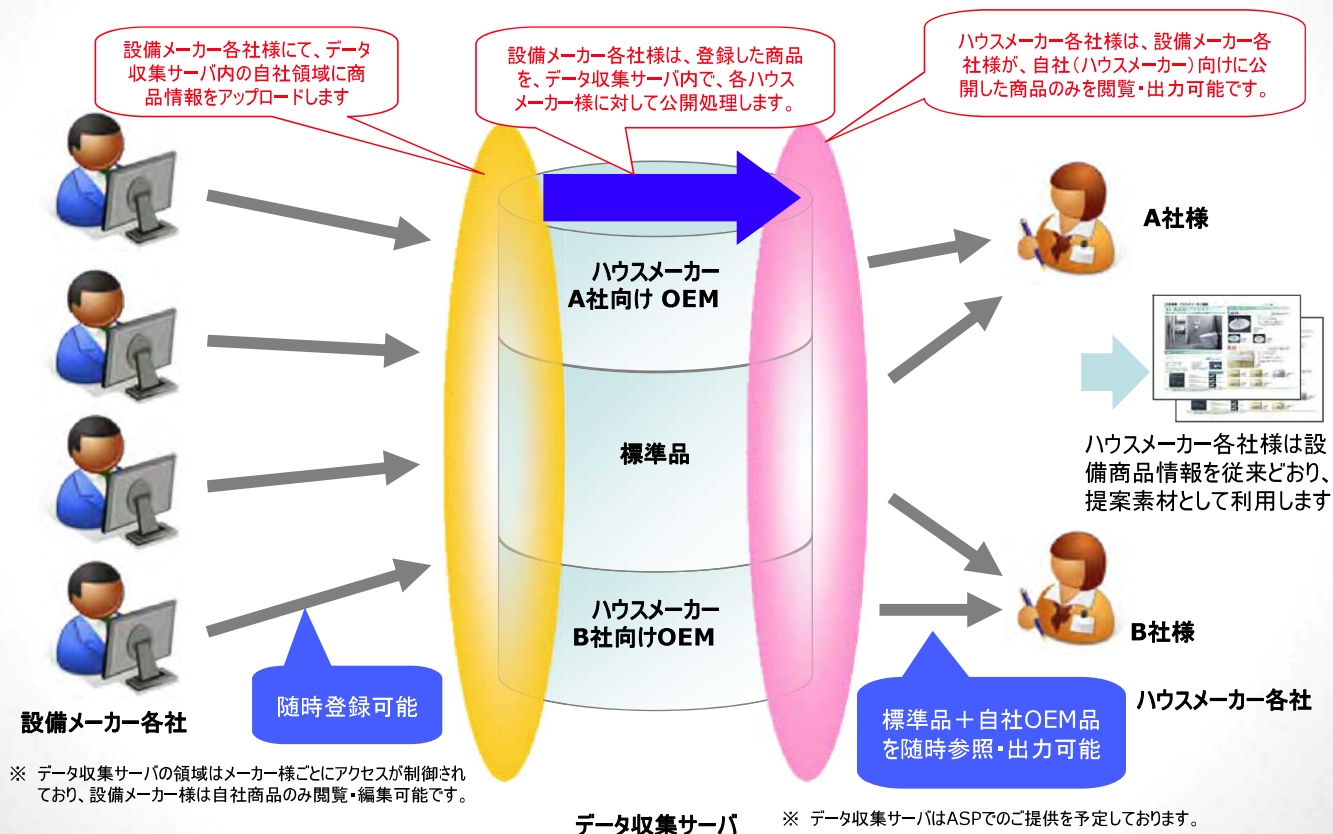 設備メーカー各社様にて、データ
収集サーバ内の自社領域に商
品情報をアップロードします
設備メーカー各社様は、登録した商品
を、データ収集サーバ内で、各ハウス
メーカー様に対して公開処理します。
ハウスメーカー各社様は、設備メーカー各
社様が、自社（ハウスメーカー）向けに公
開した商品のみを閲覧・出力可能です。
ハウスメーカー
A社向け OEM
標準品
ハウスメーカー
B社向けOEM
A社様
ハウスメーカー各社様は設
備商品情報を従来どおり、
提案素材として利用します
B社様
ハウスメーカー各社
随時登録可能
標準品＋自社OEM品
を随時参照・出力可能
設備メーカー各社
※ データ収集サーバの領域はメーカー様ごとにアクセスが制御され
ており、設備メーカー様は自社商品のみ閲覧・編集可能です。
データ収集サーバ
※ データ収集サーバはASPでのご提供を予定しております。